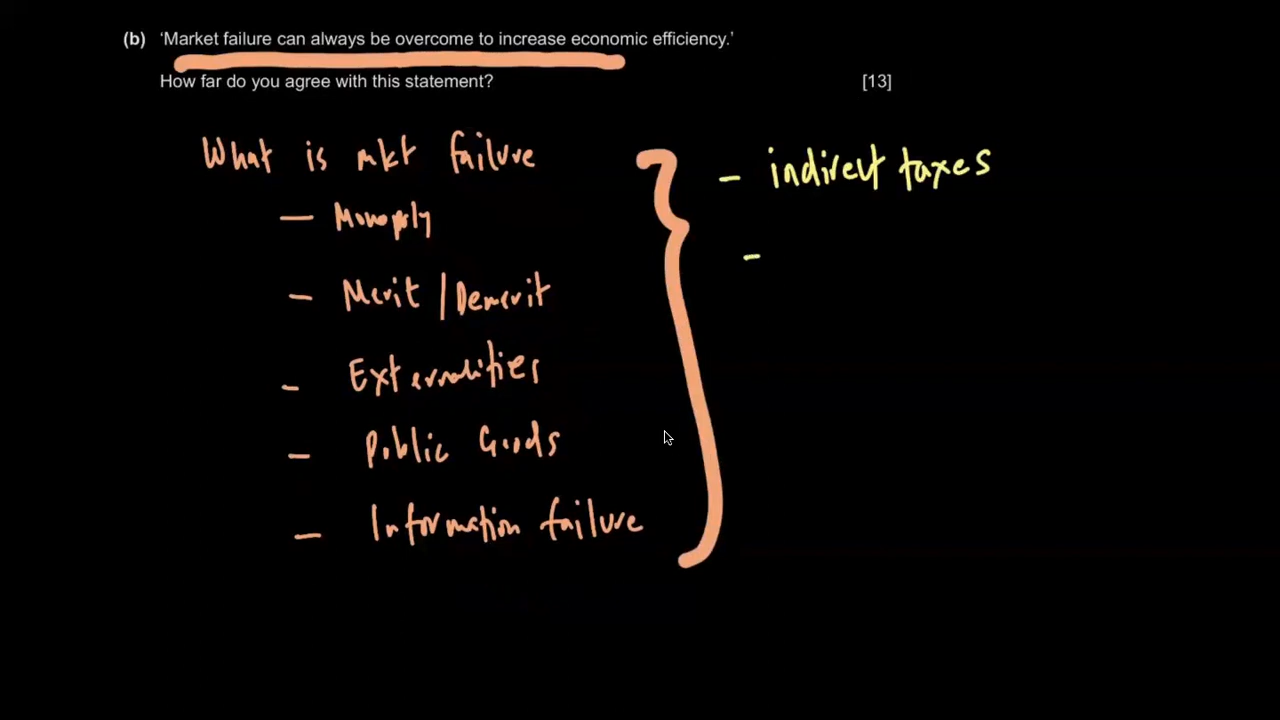 (b) 'Market failure can always be overcome to increase economic efficiency.'
How far do you agree with this statement? [13]
What is mkt failure
- Monoply
- Merit / Demerit
- Externalities
- Public Goods
- Information failure
- indirect taxes
-